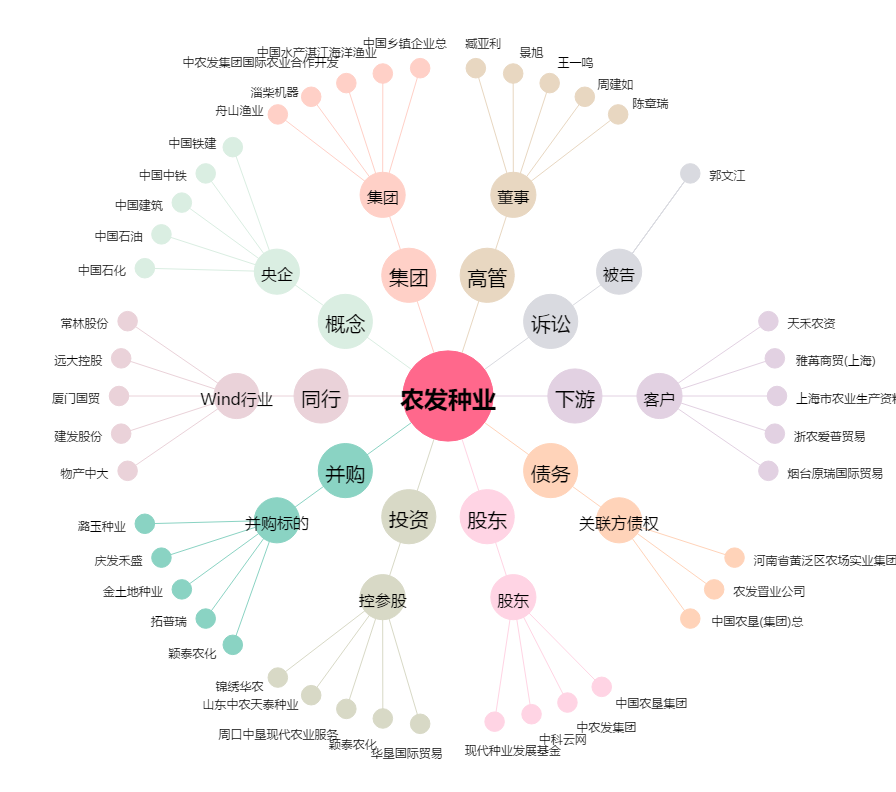 中国乡镇企业总
中国水产湛江海洋渔业
中农发集团国际农业合作开发
淄柴机器
舟山渔业
集团
集团
臧亚利
景旭
王一鸣
周建如
陈章瑞
董事
高管
郭文江
被告
诉讼
中国铁建
中国中铁
中国建筑
中国石油
中国石化
央企
概念
常林股份
远大控股
厦门国贸
建发股份
物产中大
Wind行业
同行
农发种业
下游
客户
天禾农资
雅苒商贸(上海)
上海市农业生产资料
浙农爱普贸易
烟台原瑞国际贸易
并购
并购标的
潞玉种业
庆发禾盛
金土地种业
拓普瑞
颖泰农化
投资
控参股
锦绣华农
山东中农天泰种业
周口中垦现代农业服务
颖泰农化
华垦国际贸易
股东
股东
现代种业发展基金
中科云网
中农发集团
中国农垦集团
债务
关联方债权
河南省黄泛区农场实业集团
农发置业公司
中国农垦(集团)总